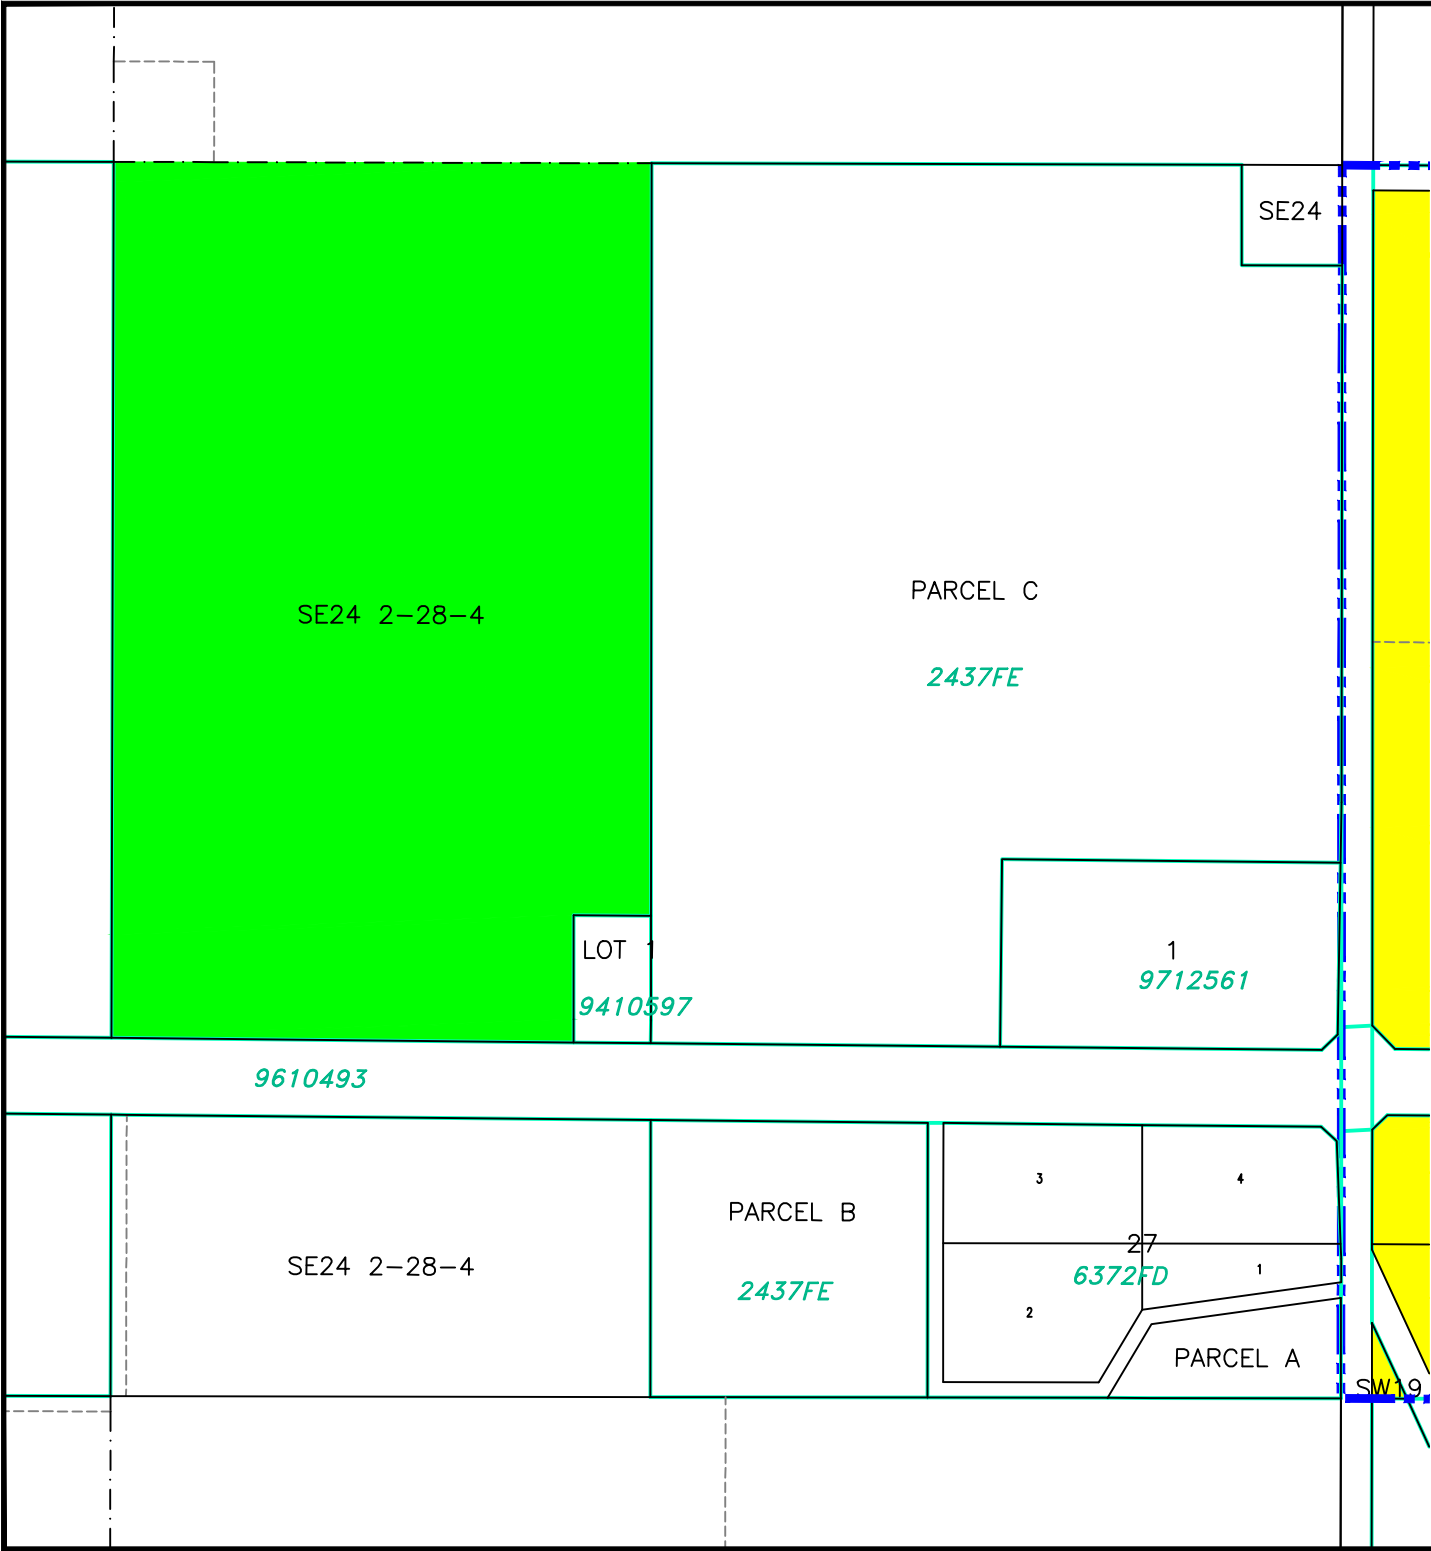 SE24
PARCEL C
SE24 2-28-4
2437FE
LOT 1
1
9712561
9410597
9610493
3
4
PARCEL B
27
SE24 2-28-4
1
6372FD
2437FE
2
PARCEL A
SW19